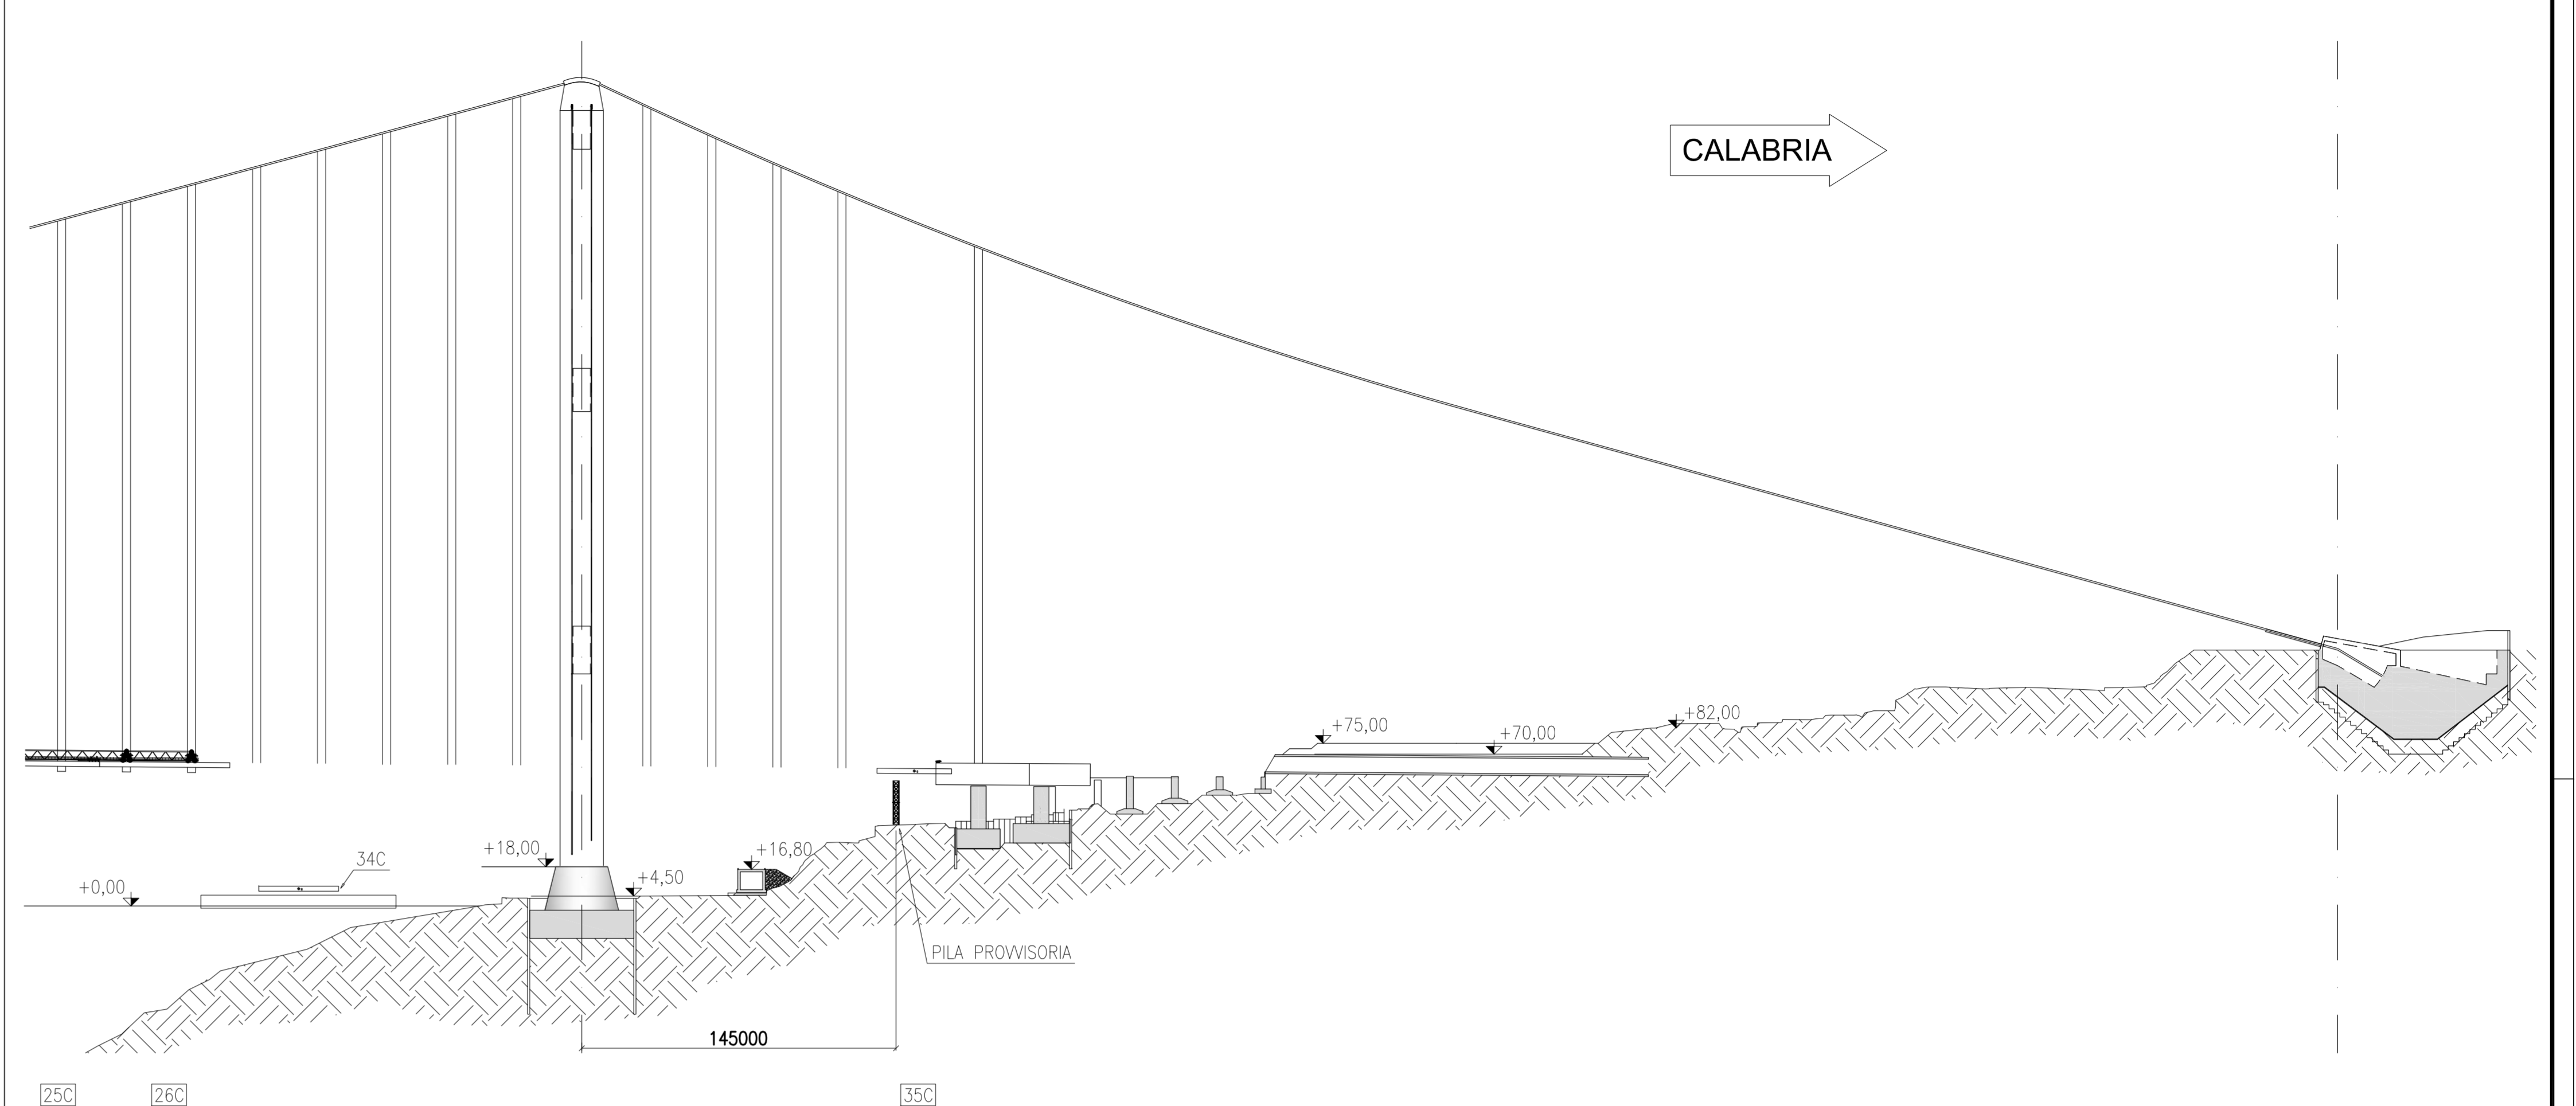 CALABRIA
+75,00
+82,00
+70,00
+18,00
+16,80
34C
+0,00
+4,50
PILA PROVVISORIA
145000
25C
26C
35C